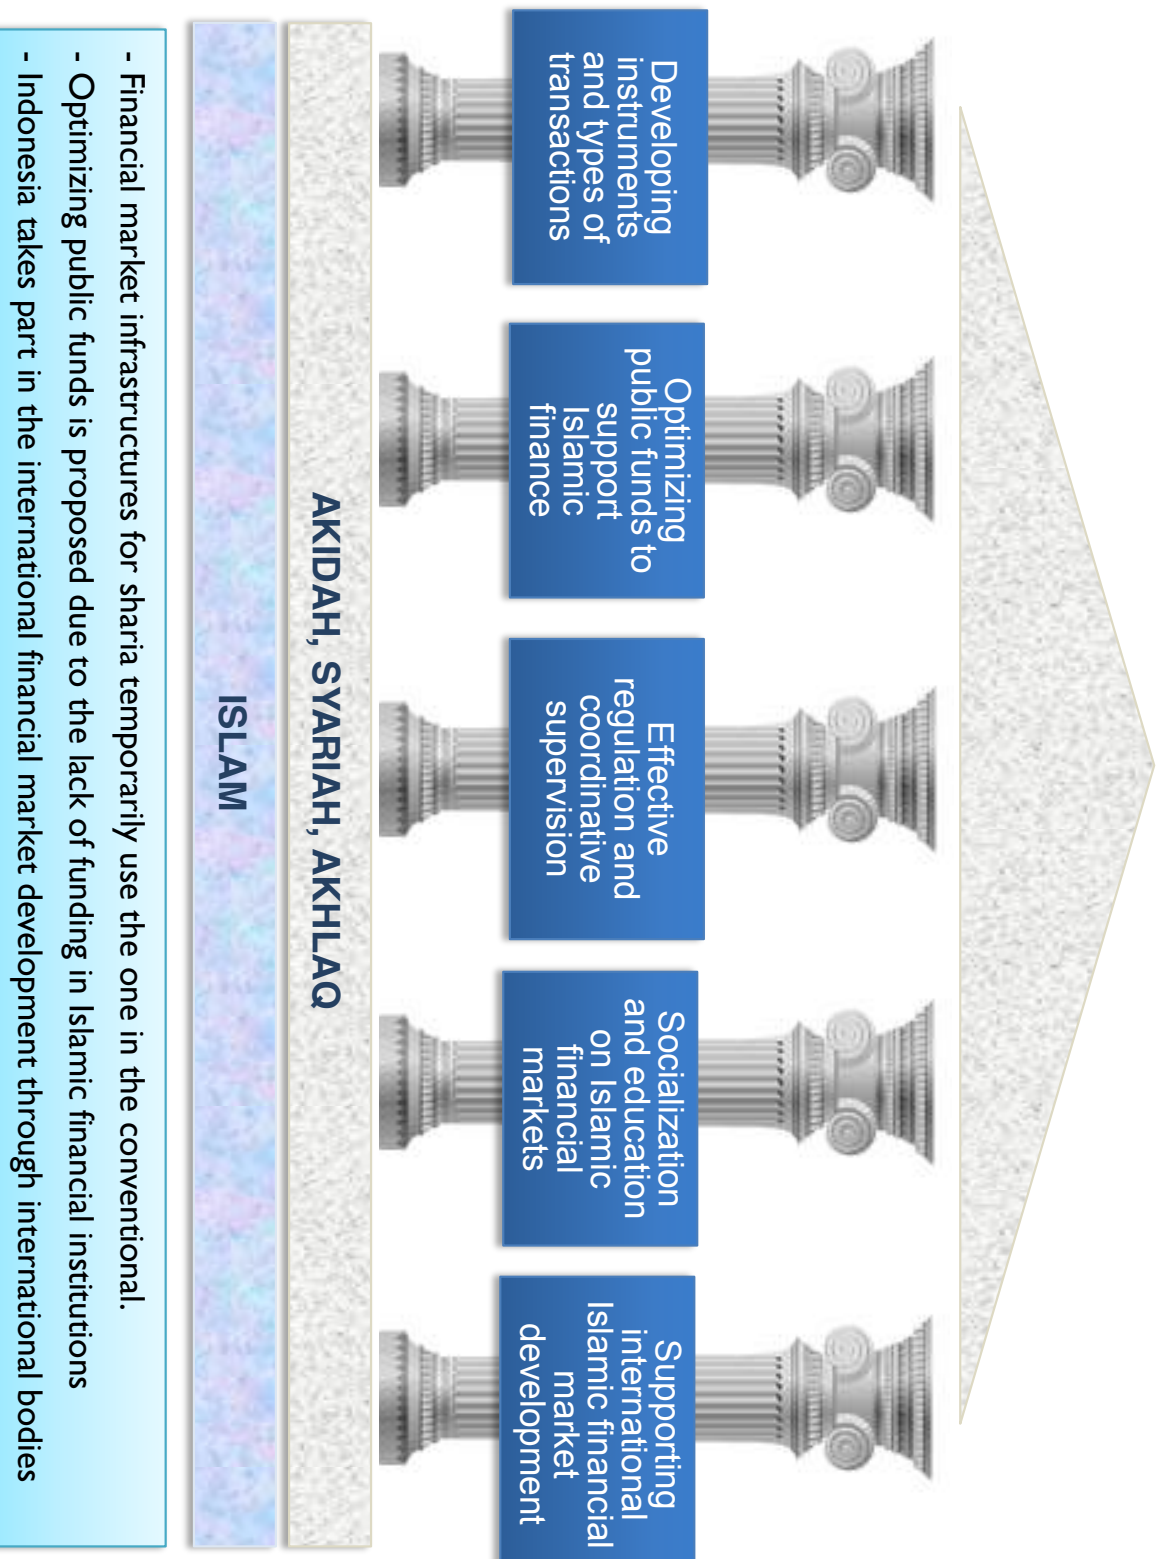 Developing
instruments
and types of
transactions
Optimizing
public funds to
support
Islamic
finance
Effective
regulation and
coordinative
supervision
Socialization
and education
on Islamic
financial
markets
Supporting
international
Islamic financial
market
development
AKIDAH, SYARIAH, AKHLAQ
ISLAM
- Financial market infrastructures for sharia temporarily use the one in the conventional.
- Optimizing public funds is proposed due to the lack of funding in Islamic financial institutions
- Indonesia takes part in the international financial market development through international bodies